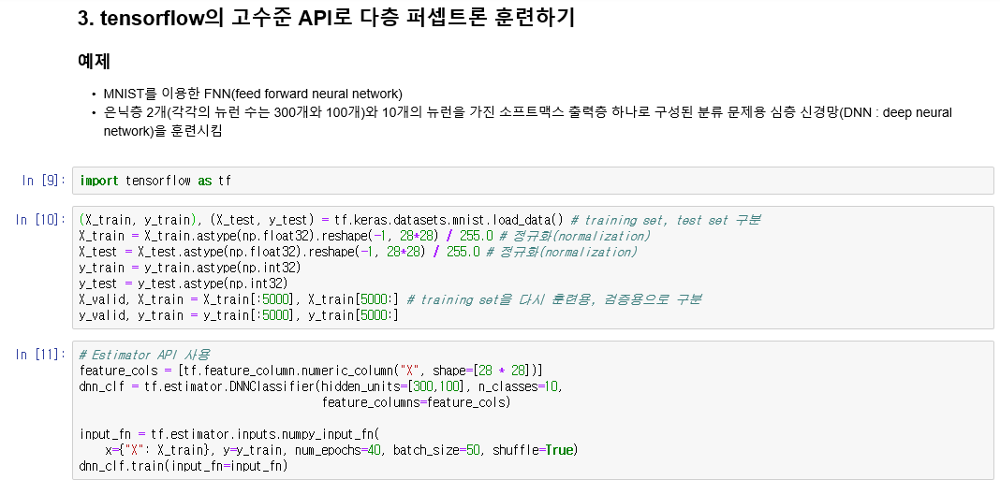 3. tensorflow의 고수준 API로 다층 퍼셉트론 훈련하기
예제
• MNIST를 이용한 FNN(feed forward neural network)
• 은닉층 2개(각각의 뉴런 수는 300개와 100개)와 10개의 뉴런을 가진 소프트맥스 출력층 하나로 구성된 분류 문제용 심층 신경망(DNN : deep neural
network)을 훈련시킴
In [9]: import tensorflow as tf
In [10]: (X_train, y_train), (X_test, y_test) = tf.keras.datasets.mnist.load_data() # training set, test set 구분
X_train = X_train.astype(np.float32).reshape(-1, 28*28) / 255.0 # 정규화(normalization)
X_test = X_test.astype(np.float32).reshape(-1, 28*28) / 255.0 # 정규화(normalization)
y_train = y_train.astype(np.int32)
y_test = y_test.astype(np.int32)
X_valid, X_train = X_train[:5000], X_train[5000:] # training set을 다시 훈련용, 검증용으로 구분
y_valid, y_train = y_train[:5000], y_train[5000:]
In [11]: # Estimator API 사용
feature_cols = [tf.feature_column.numeric_column("X", shape=[28 * 28])]
dnn_clf = tf.estimator.DNNClassifier(hidden_units=[300,100], n_classes=10,
feature_columns=feature_cols)
input_fn = tf.estimator.inputs.numpy_input_fn(
x={"X": X_train}, y=y_train, num_epochs=40, batch_size=50, shuffle=True)
dnn_clf.train(input_fn=input_fn)